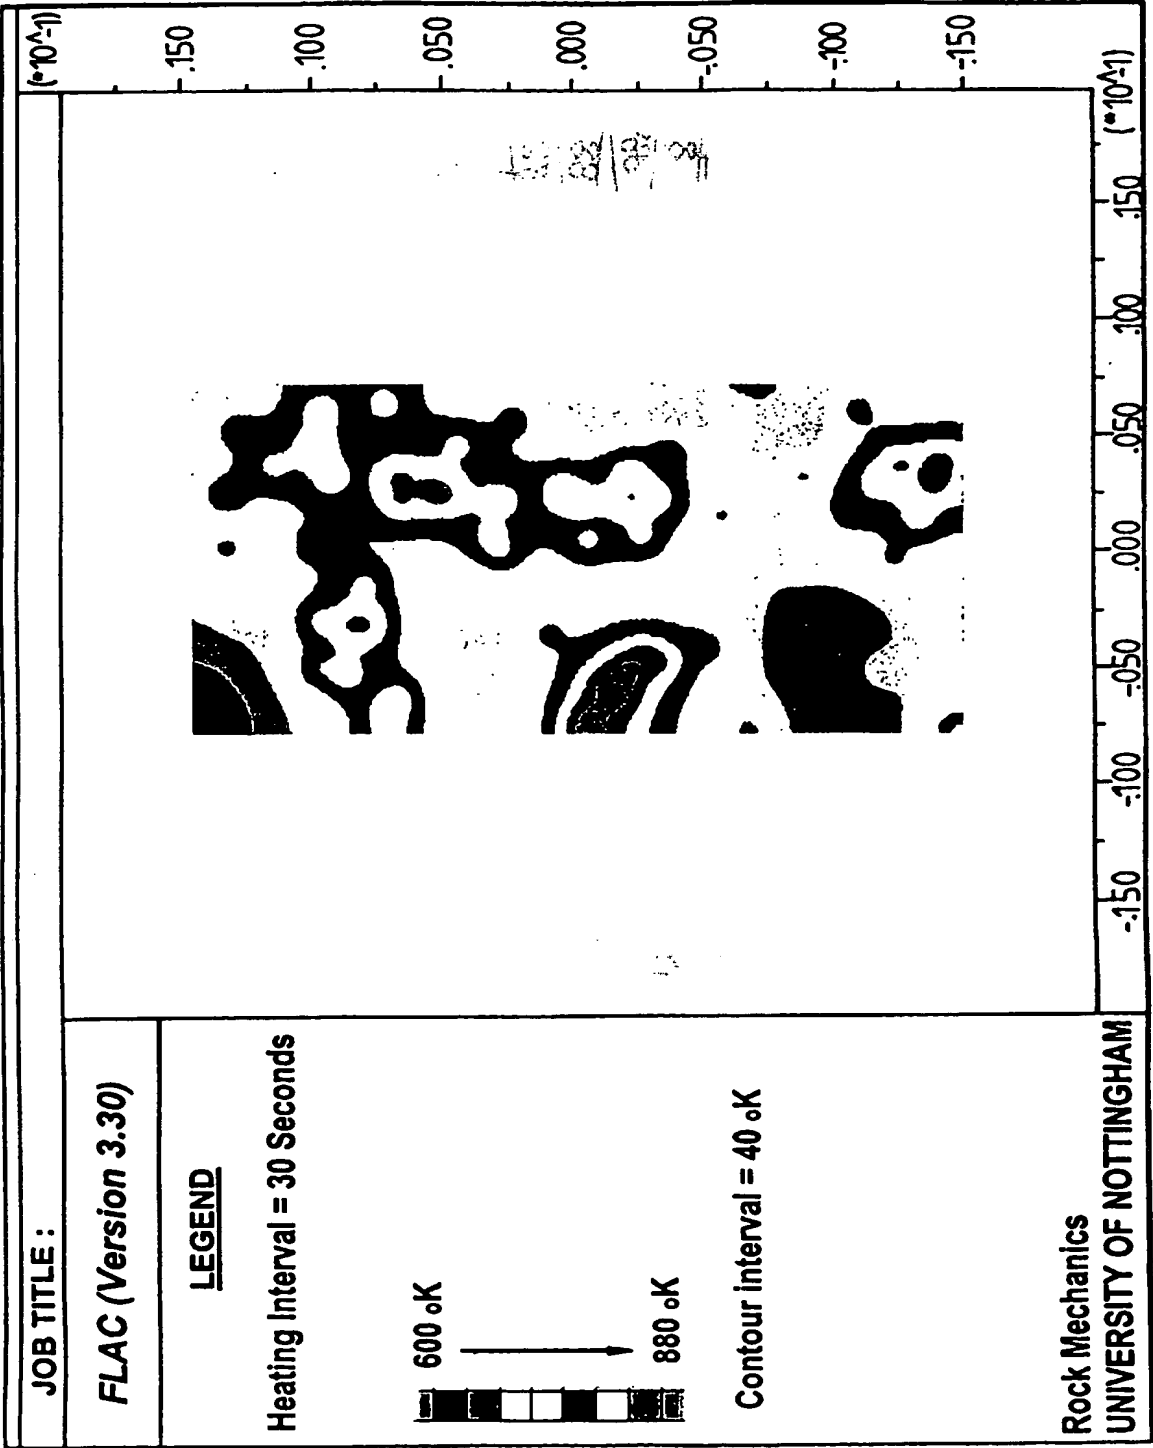 JOB TITLE :
FLAC (Version 3.30)
LEGEND
Heating Interval = 30 Seconds
600 oK
880 oK
Contour interval = 40 oK
Rock Mechanics
UNIVERSITY OF NOTTINGHAM
(*10^-1)
.150
.100
.050
.000
-.050
-.100
-.150
-.150
-.100
-.050
.000
.050
.100
.150
(*10^-1)